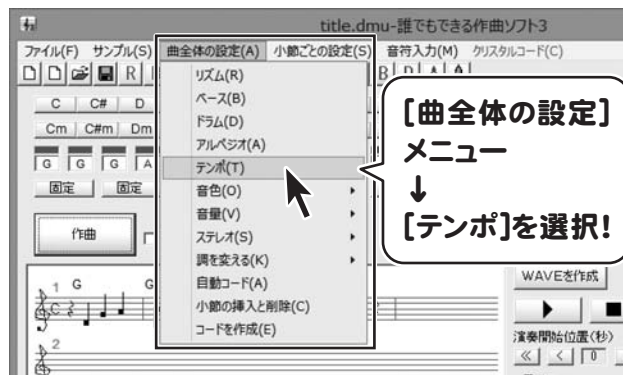 title.dmu-誰でもできる作曲ソフト3
ファイル(F) サンプル(S) 曲全体の設定(A) 小節ごとの設定(S) 音符入力(M) クリスタルコード(C)
R
B
C C# D
Cm C#m Dm
G G G A
固定 固定
作曲
リズム(R)
ベース(B)
ドラム(D)
アルペジオ(A)
テンポ(T)
音色(O)
音量(V)
ステレオ(S)
調を変える(K)
自動コード(A)
小節の挿入と削除(C)
コードを作成(E)
[曲全体の設定]
メニュー
↓
[テンポ]を選択!
WAVEを作成
演奏開始位置(秒)
≪ < 0
1 G G
2